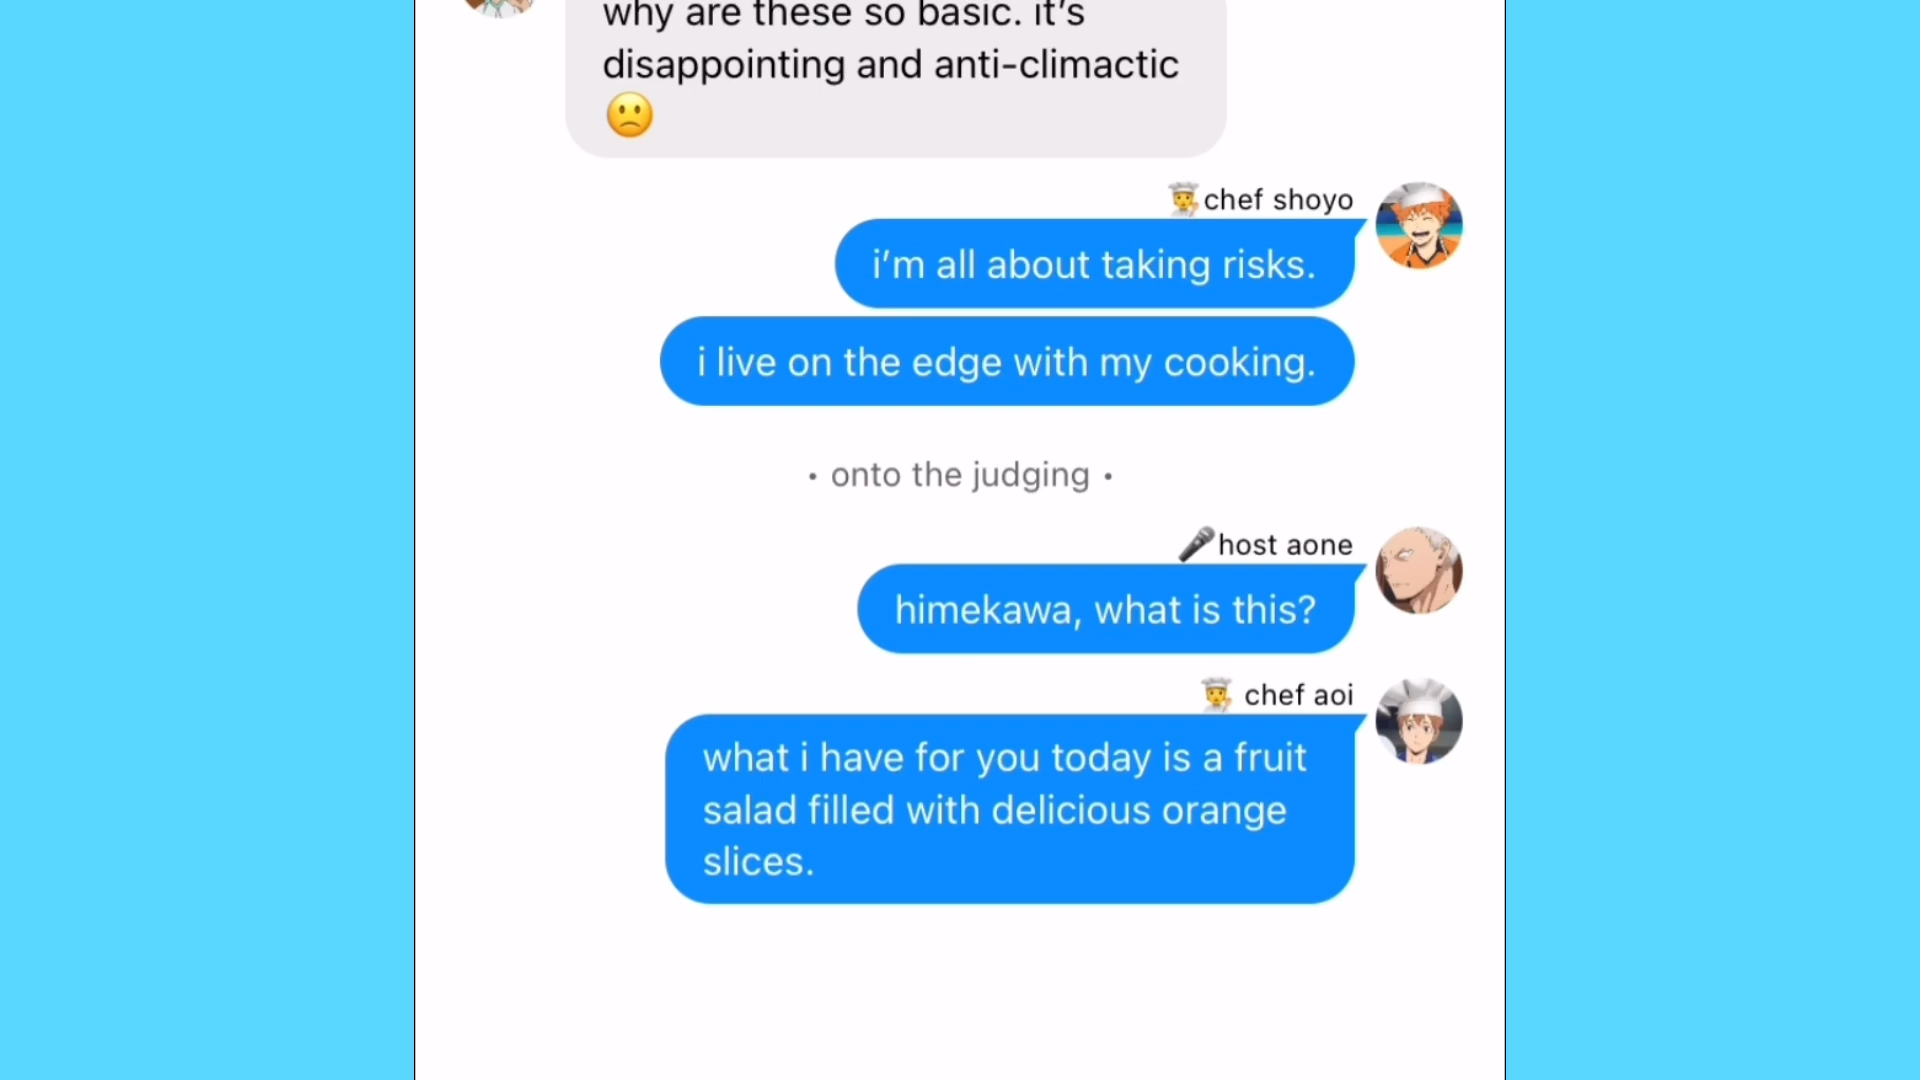 why are these so basic. it's
disappointing and anti-climactic
🙁
👨‍🍳chef shoyo
i'm all about taking risks.
i live on the edge with my cooking.
• onto the judging •
🎤host aone
himekawa, what is this?
👨‍🍳 chef aoi
what i have for you today is a fruit
salad filled with delicious orange
slices.